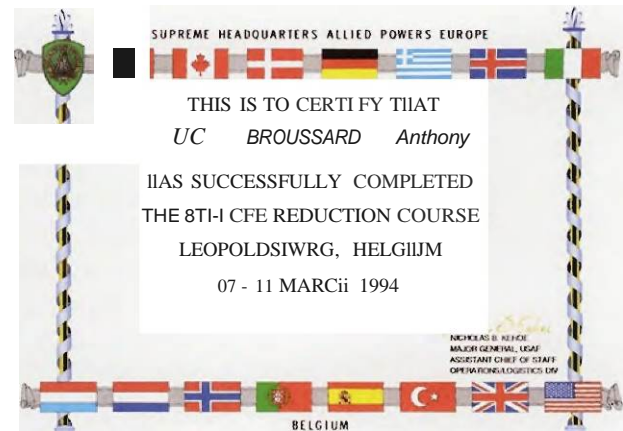 SUPREME HEADQUARTERS ALLIED POWERS EUROPE
THIS IS TO CERTI FY TllAT
UC BROUSSARD Anthony
llAS SUCCESSFULLY COMPLETED
THE 8TI-I CFE REDUCTION COURSE
LEOPOLDSIWRG, HELGllJM
07 - 11 MARCii 1994
NICHOLAS B. KEHOE
MAJOR GENERAL, USAF
ASSISTANT CHIEF OF STAFF
OPERATIONS/LOGISTICS DIV
BELGIUM